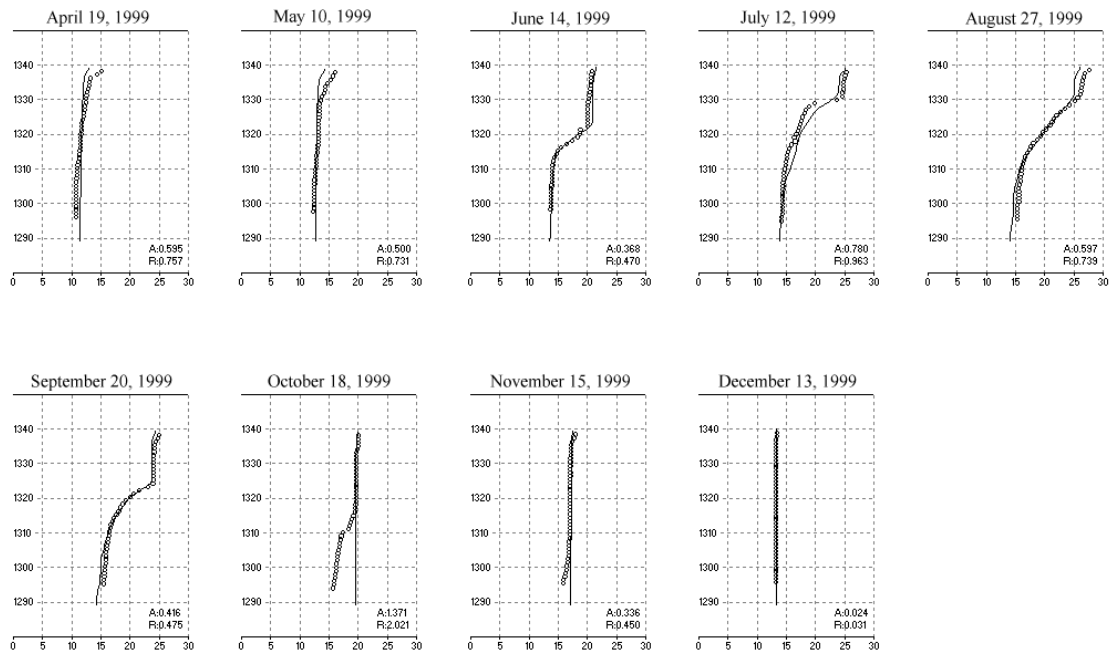 April 19, 1999 May 10, 1999 June 14, 1999 July 12, 1999 August 27, 1999
1340 1340 1340 1340 1340
1330 1330 1330 1330 1330
1320 1320 1320 1320 1320
1310 1310 1310 1310 1310
1300 1300 1300 1300 1300
1290 1290 1290 1290 1290
A:0.595 A:0.500 A:0.368 A:0.780 A:0.597
R:0.757 R:0.731 R:0.470 R:0.963 R:0.739
0 5 10 15 20 25 30 0 5 10 15 20 25 30 0 5 10 15 20 25 30 0 5 10 15 20 25 30 0 5 10 15 20 25 30
September 20, 1999 October 18, 1999 November 15, 1999 December 13, 1999
1340 1340 1340 1340
1330 1330 1330 1330
1320 1320 1320 1320
1310 1310 1310 1310
1300 1300 1300 1300
1290 1290 1290 1290
A:0.416 A:1.371 A:0.336 A:0.024
R:0.475 R:2.021 R:0.450 R:0.031
0 5 10 15 20 25 30 0 5 10 15 20 25 30 0 5 10 15 20 25 30 0 5 10 15 20 25 30